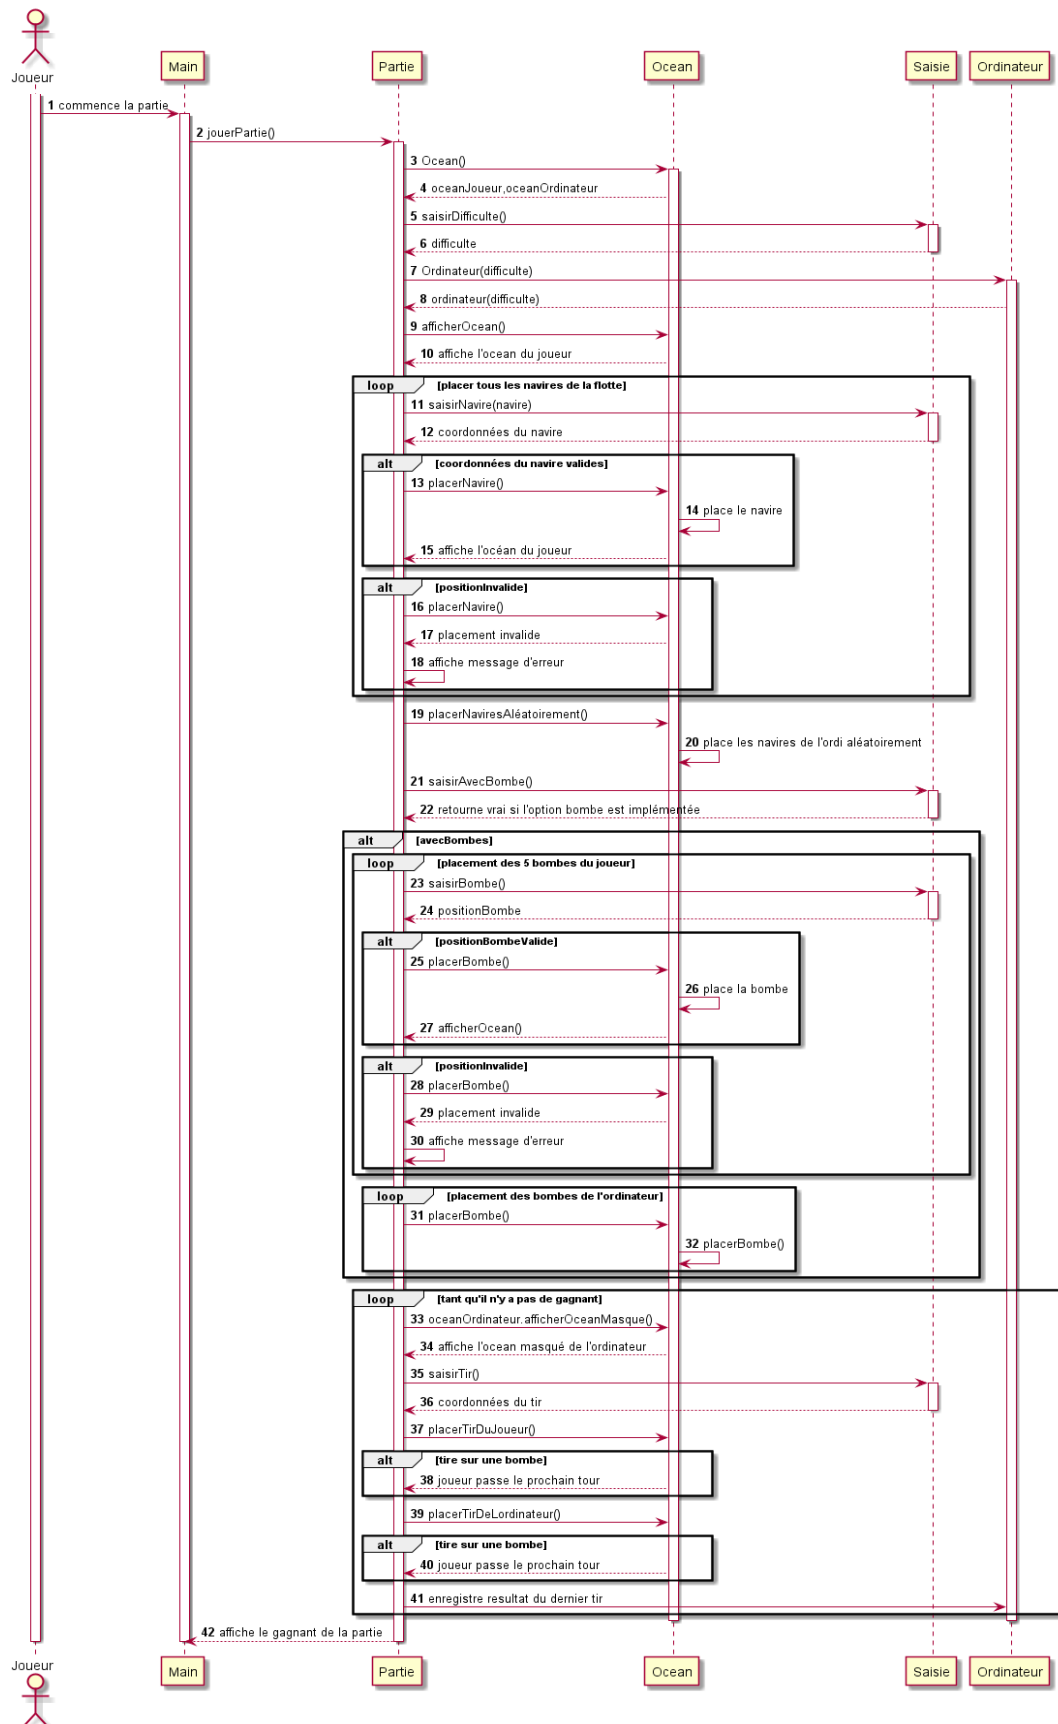 Joueur
Main
Partie
Ocean
Saisie
Ordinateur
1 commence la partie
2 jouerPartie()
3 Ocean()
4 oceanJoueur,oceanOrdinateur
5 saisirDifficulte()
6 difficulte
7 Ordinateur(difficulte)
8 ordinateur(difficulte)
9 afficherOcean()
10 affiche l'ocean du joueur
loop [placer tous les navires de la flotte]
11 saisirNavire(navire)
12 coordonnées du navire
alt [coordonnées du navire valides]
13 placerNavire()
14 place le navire
15 affiche l'océan du joueur
alt [positionInvalide]
16 placerNavire()
17 placement invalide
18 affiche message d'erreur
19 placerNaviresAléatoirement()
20 place les navires de l'ordi aléatoirement
21 saisirAvecBombe()
22 retourne vrai si l'option bombe est implémentée
alt [avecBombes]
loop [placement des 5 bombes du joueur]
23 saisirBombe()
24 positionBombe
alt [positionBombeValide]
25 placerBombe()
26 place la bombe
27 afficherOcean()
alt [positionInvalide]
28 placerBombe()
29 placement invalide
30 affiche message d'erreur
loop [placement des bombes de l'ordinateur]
31 placerBombe()
32 placerBombe()
loop [tant qu'il n'y a pas de gagnant]
33 oceanOrdinateur.afficherOceanMasque()
34 affiche l'ocean masqué de l'ordinateur
35 saisirTir()
36 coordonnées du tir
37 placerTirDuJoueur()
alt [tire sur une bombe]
38 joueur passe le prochain tour
39 placerTirDeLordinateur()
alt [tire sur une bombe]
40 joueur passe le prochain tour
41 enregistre resultat du dernier tir
42 affiche le gagnant de la partie
Joueur
Main
Partie
Ocean
Saisie
Ordinateur